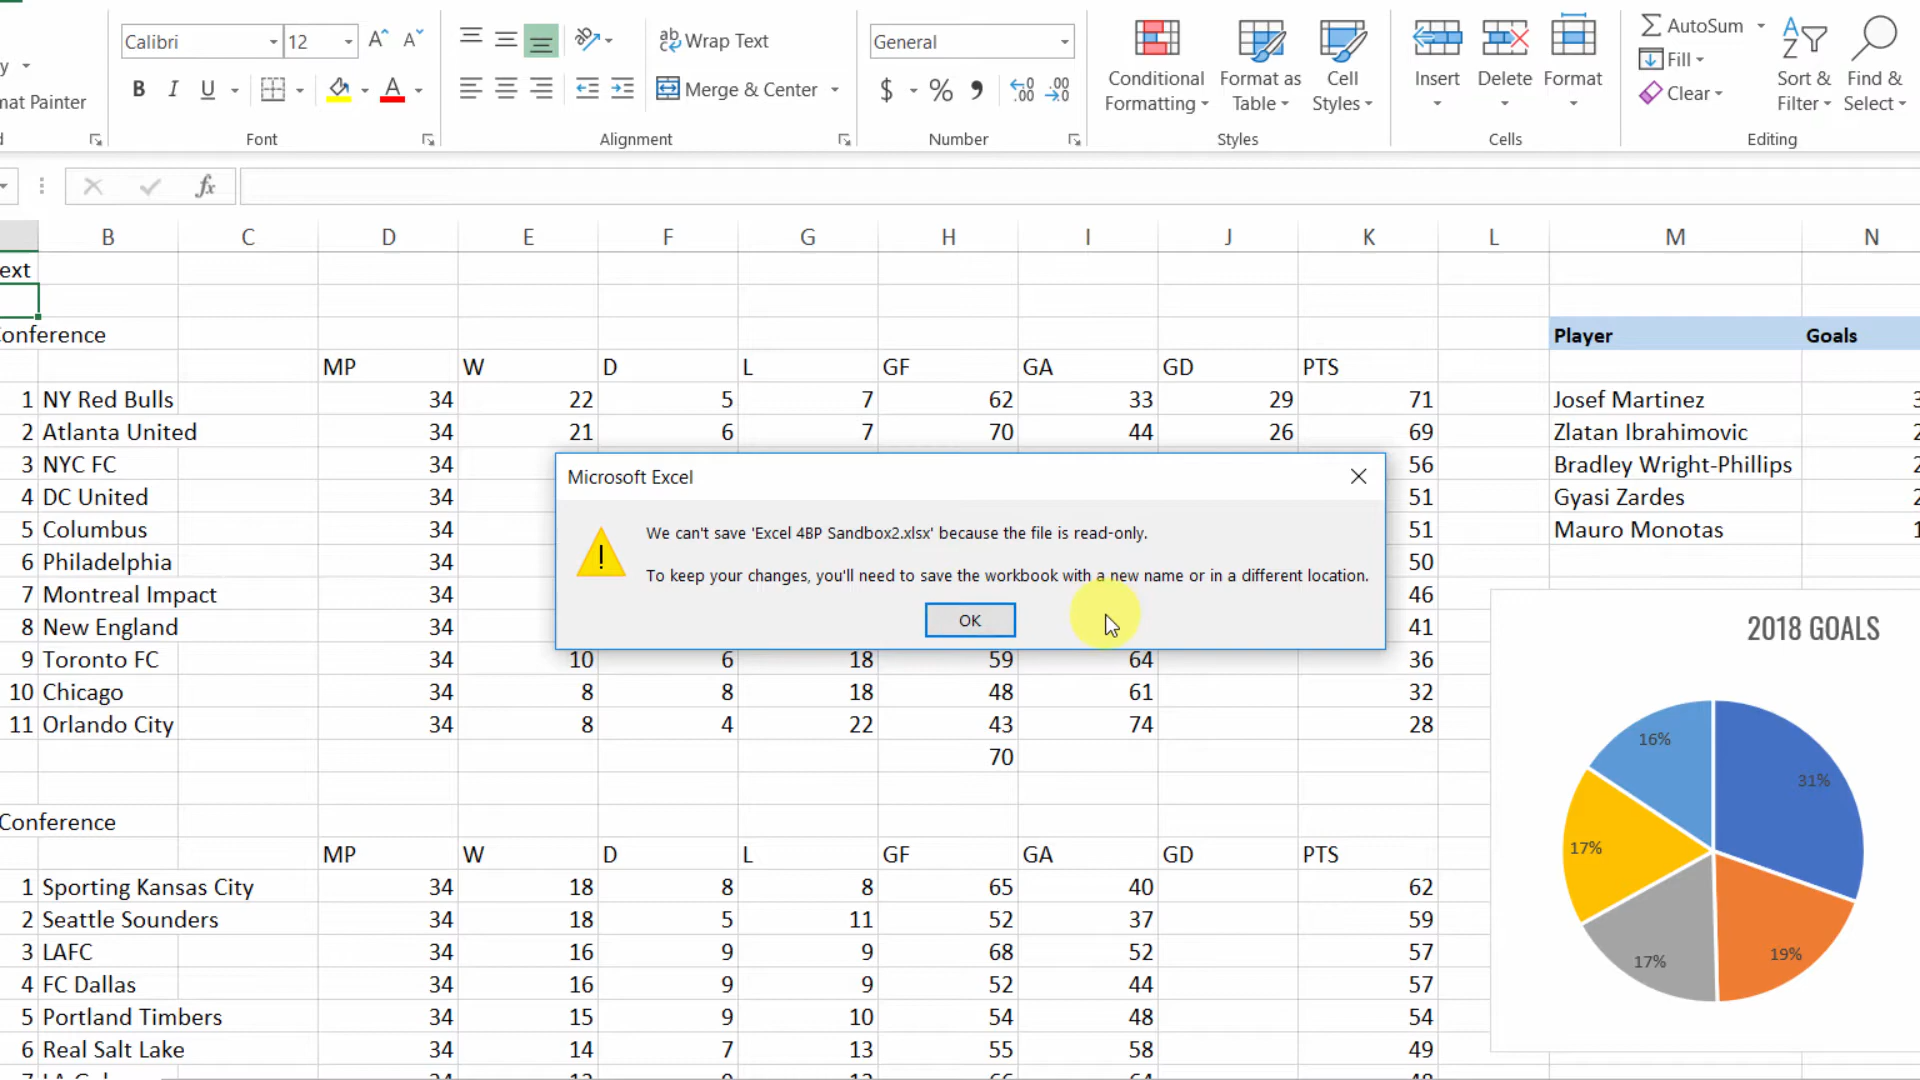 Calibri 12 Wrap Text General AutoSum
y Fill
B I U A Merge & Center $ % Conditional Formatting Format as Table Cell Styles Insert Delete Format Clear Sort & Filter Find & Select
mat Painter
Font Alignment Number Styles Cells Editing
fx
B C D E F G H I J K L M N
ext
Conference Player Goals
MP W D L GF GA GD PTS
1 NY Red Bulls 34 22 5 7 62 33 29 71 Josef Martinez
2 Atlanta United 34 21 6 7 70 44 26 69 Zlatan Ibrahimovic
3 NYC FC 34 56 Bradley Wright-Phillips
4 DC United 34 51 Gyasi Zardes
5 Columbus 34 51 Mauro Monotas
6 Philadelphia 34 50
7 Montreal Impact 34 46
8 New England 34 41
Microsoft Excel
We can't save 'Excel 4BP Sandbox2.xlsx' because the file is read-only.
To keep your changes, you'll need to save the workbook with a new name or in a different location.
OK
9 Toronto FC 34 10 6 18 59 64 36
10 Chicago 34 8 8 18 48 61 32
11 Orlando City 34 8 4 22 43 74 28
70
Conference
MP W D L GF GA GD PTS
1 Sporting Kansas City 34 18 8 8 65 40 62
2 Seattle Sounders 34 18 5 11 52 37 59
3 LAFC 34 16 9 9 68 52 57
4 FC Dallas 34 16 9 9 52 44 57
5 Portland Timbers 34 15 9 10 54 48 54
6 Real Salt Lake 34 14 7 13 55 58 49
2018 GOALS
16%
31%
17%
17%
19%